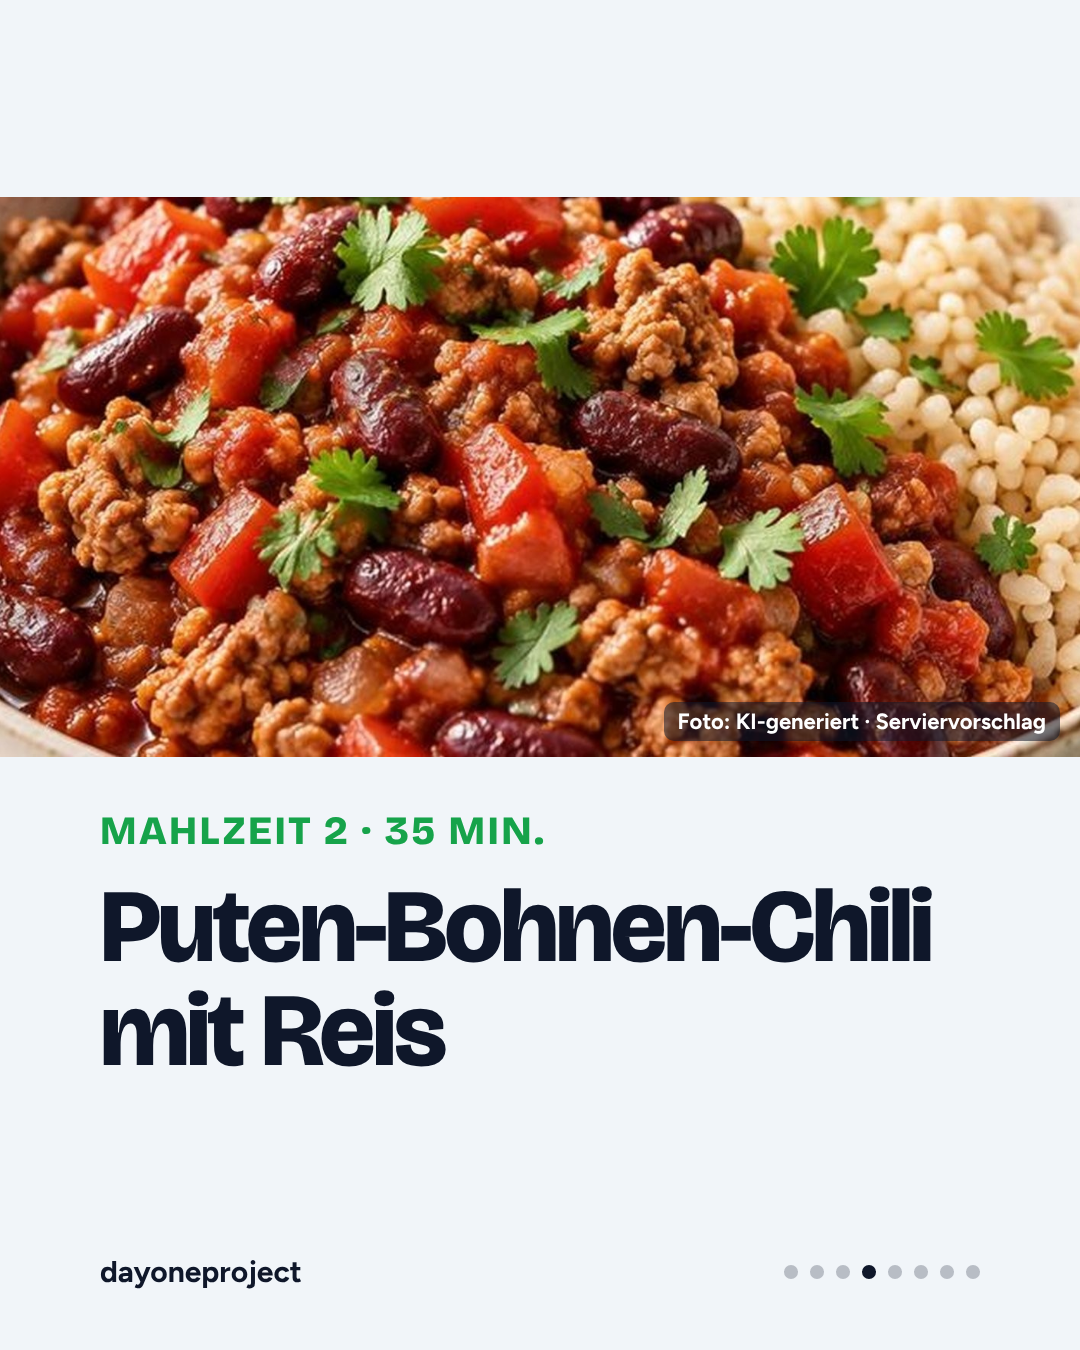 Foto: KI-generiert · Serviervorschlag
MAHLZEIT 2 · 35 MIN.
Puten-Bohnen-Chili
mit Reis
dayoneproject